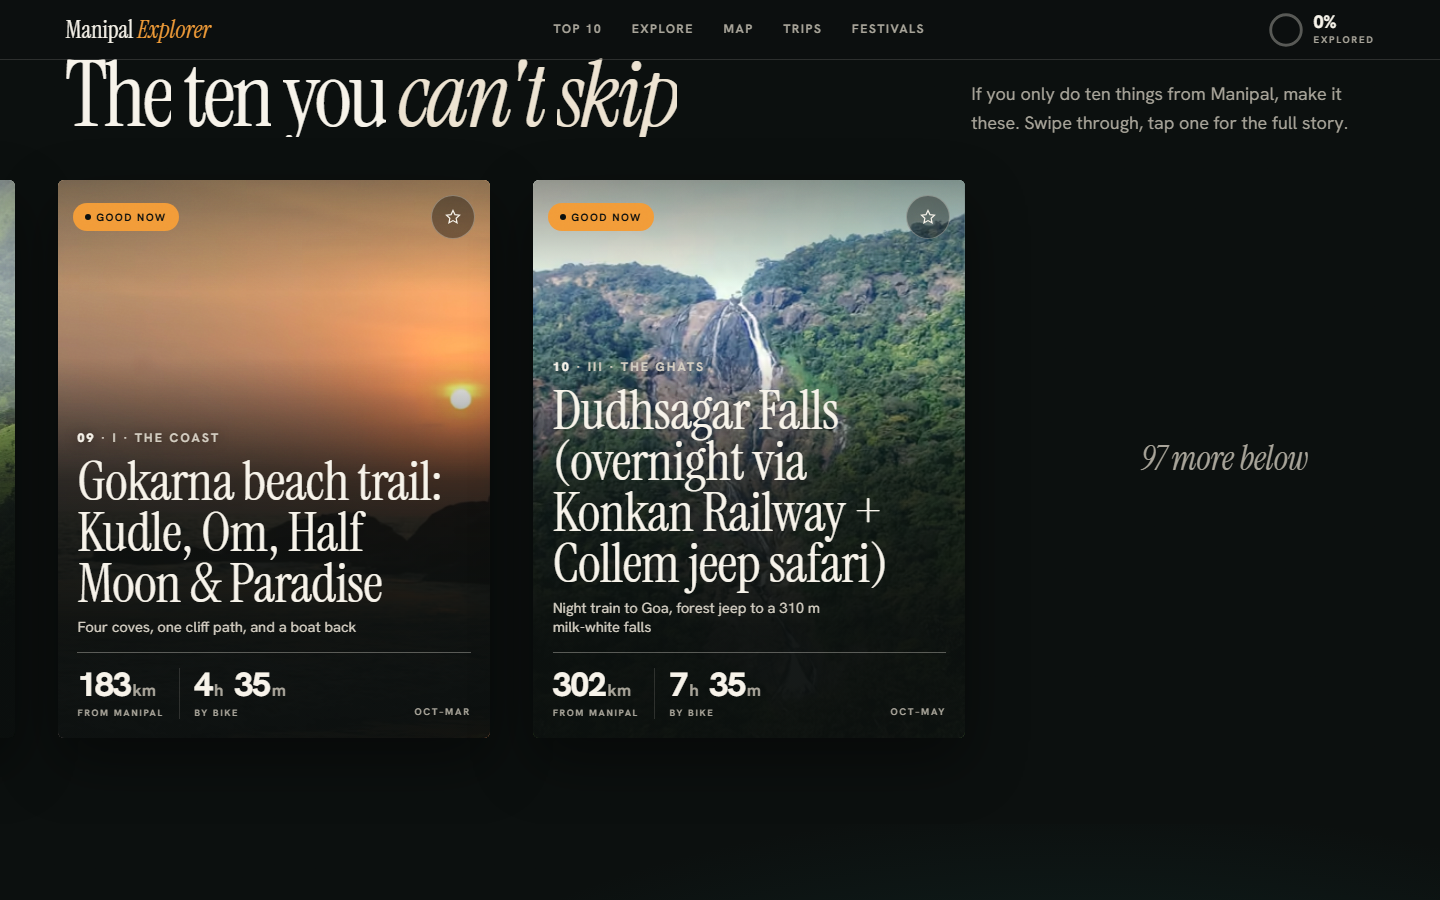 Manipal Explorer
TOP 10
EXPLORE
MAP
TRIPS
FESTIVALS
0%
EXPLORED
The ten you can't skip
If you only do ten things from Manipal, make it
these. Swipe through, tap one for the full story.
GOOD NOW
09 · I · THE COAST
Gokarna beach trail:
Kudle, Om, Half
Moon & Paradise
Four coves, one cliff path, and a boat back
183km
FROM MANIPAL
4h 35m
BY BIKE
OCT–MAR
GOOD NOW
10 · III · THE GHATS
Dudhsagar Falls
(overnight via
Konkan Railway +
Collem jeep safari)
Night train to Goa, forest jeep to a 310 m
milk-white falls
302km
FROM MANIPAL
7h 35m
BY BIKE
OCT–MAY
97 more below